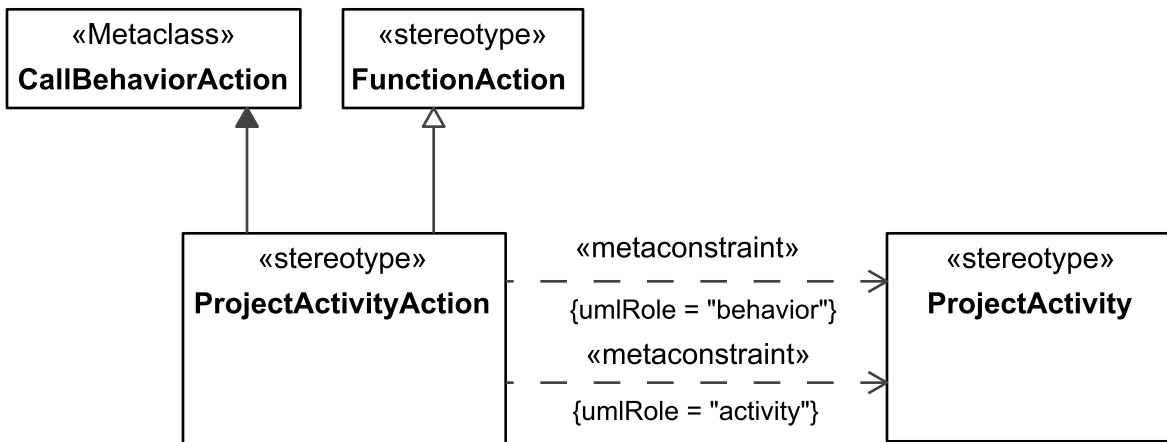 «Metaclass»
CallBehaviorAction
«stereotype»
FunctionAction
«stereotype»
ProjectActivityAction
«metaconstraint»
{umlRole = "behavior"}
«metaconstraint»
{umlRole = "activity"}
«stereotype»
ProjectActivity